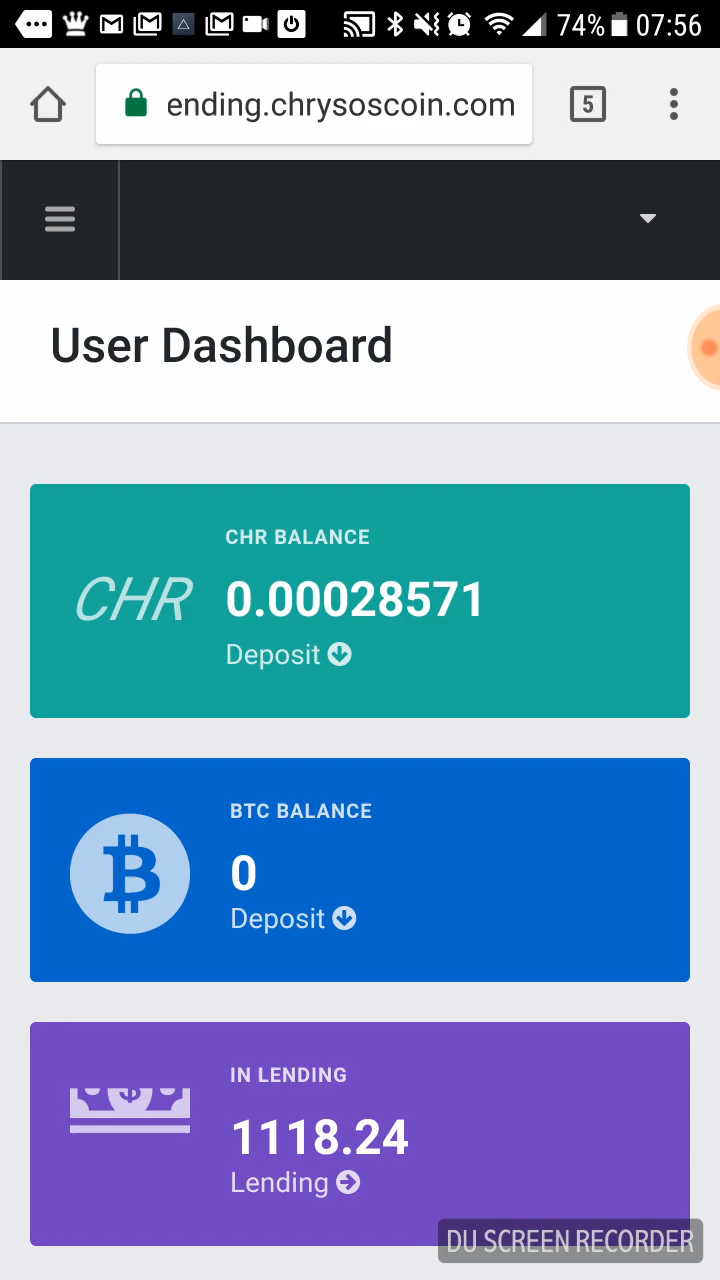 74% 07:56
ending.chrysoscoin.com 5
User Dashboard
CHR BALANCE
CHR
0.00028571
Deposit
BTC BALANCE
0
Deposit
IN LENDING
1118.24
Lending
DU SCREEN RECORDER